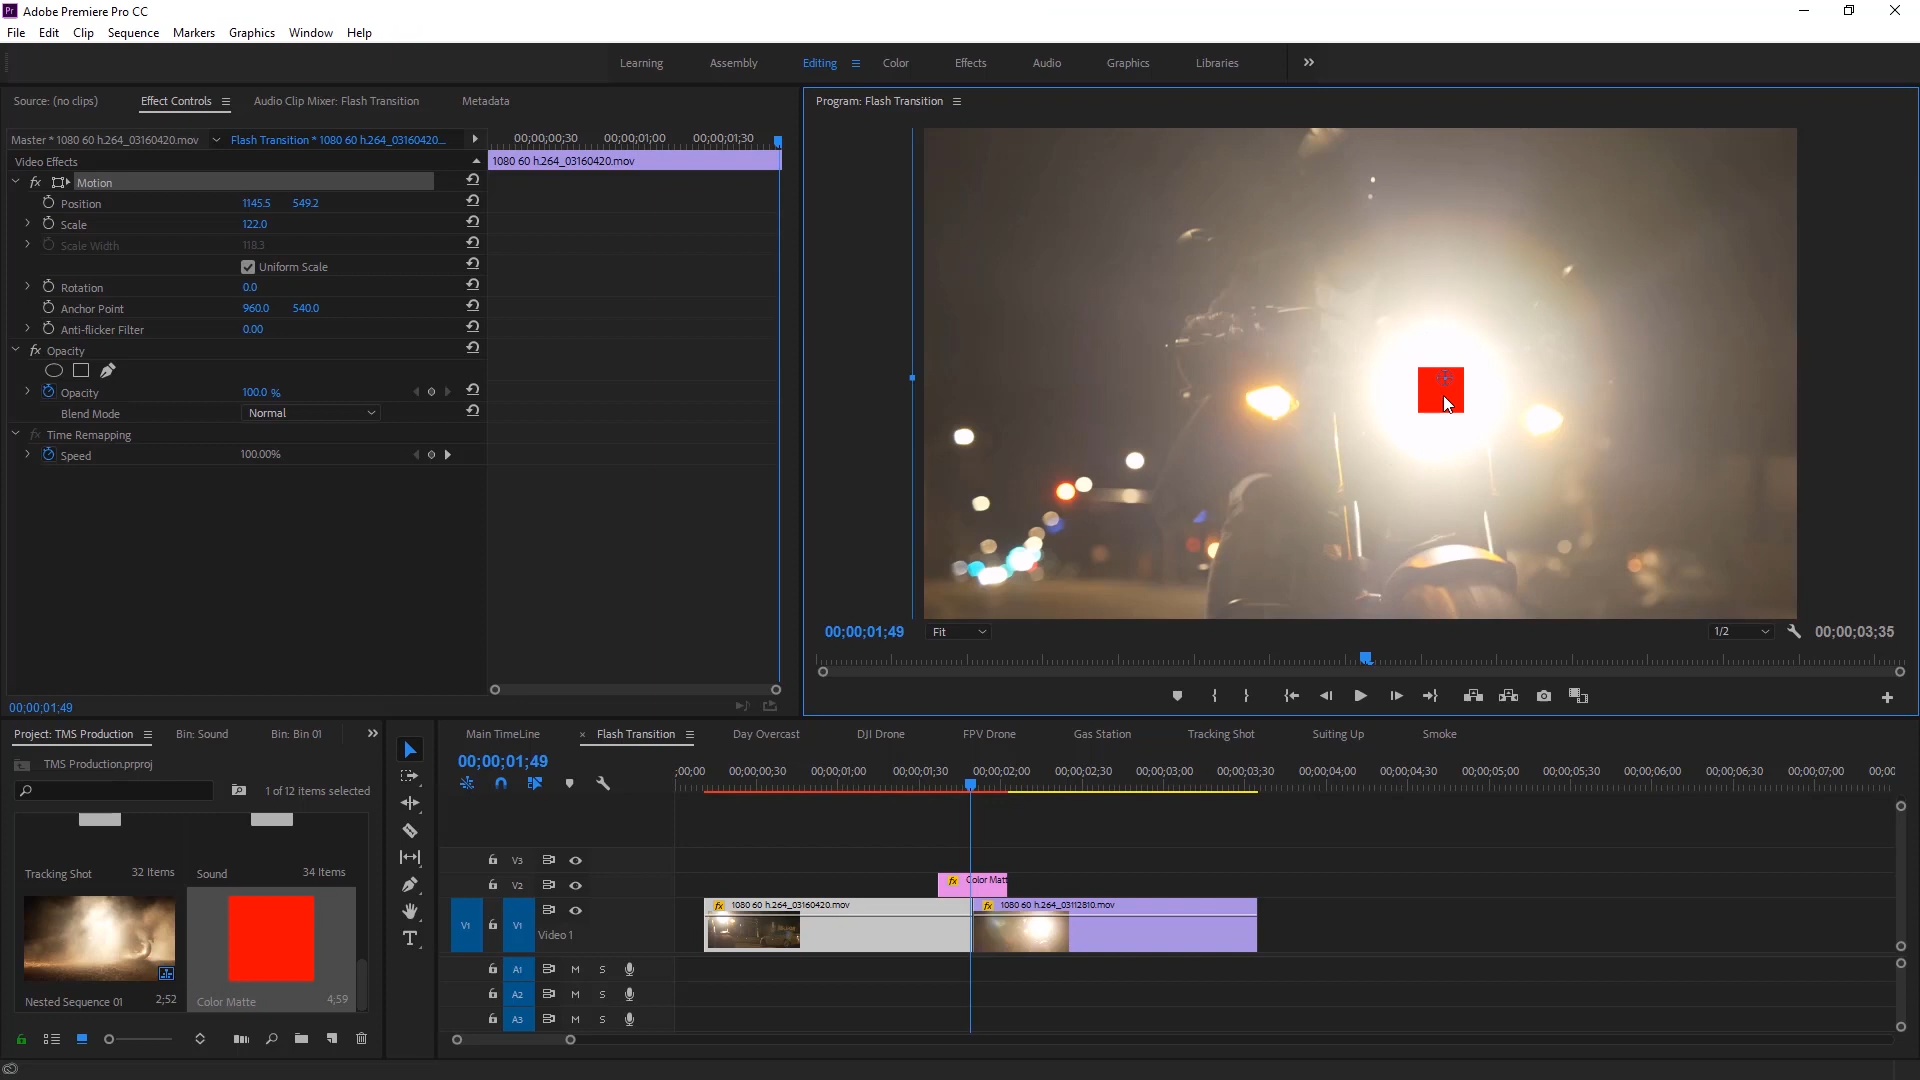 Adobe Premiere Pro CC
File Edit Clip Sequence Markers Graphics Window Help
Learning Assembly Editing Color Effects Audio Graphics Libraries
Source: (no clips) Effect Controls Audio Clip Mixer: Flash Transition Metadata
Program: Flash Transition
Master * 1080 60 h.264_03160420.mov Flash Transition * 1080 60 h.264_03160420...
00;00;00;30 00;00;01;00 00;00;01;30
Video Effects
1080 60 h.264_03160420.mov
fx Motion
Position 1145.5 549.2
Scale 122.0
Scale Width 118.3
Uniform Scale
Rotation 0.0
Anchor Point 960.0 540.0
Anti-flicker Filter 0.00
fx Opacity
Opacity 100.0 %
Blend Mode Normal
fx Time Remapping
Speed 100.00%
00;00;01;49
00;00;01;49 Fit 1/2 00;00;03;35
Project: TMS Production Bin: Sound Bin: Bin 01
TMS Production.prproj
1 of 12 items selected
Tracking Shot 32 Items
Sound 34 Items
Nested Sequence 01 2;52
Color Matte 4;59
Main TimeLine × Flash Transition Day Overcast DJI Drone FPV Drone Gas Station Tracking Shot Suiting Up Smoke
00;00;01;49
;00;00 00;00;00;30 00;00;01;00 00;00;01;30 00;00;02;00 00;00;02;30 00;00;03;00 00;00;03;30 00;00;04;00 00;00;04;30 00;00;05;00 00;00;05;30 00;00;06;00 00;00;06;30 00;00;07;00 00;00
V3
V2
fx Color Matt
V1 V1 Video 1
fx 1080 60 h.264_03160420.mov
fx 1080 60 h.264_03112810.mov
A1 M S
A2 M S
A3 M S